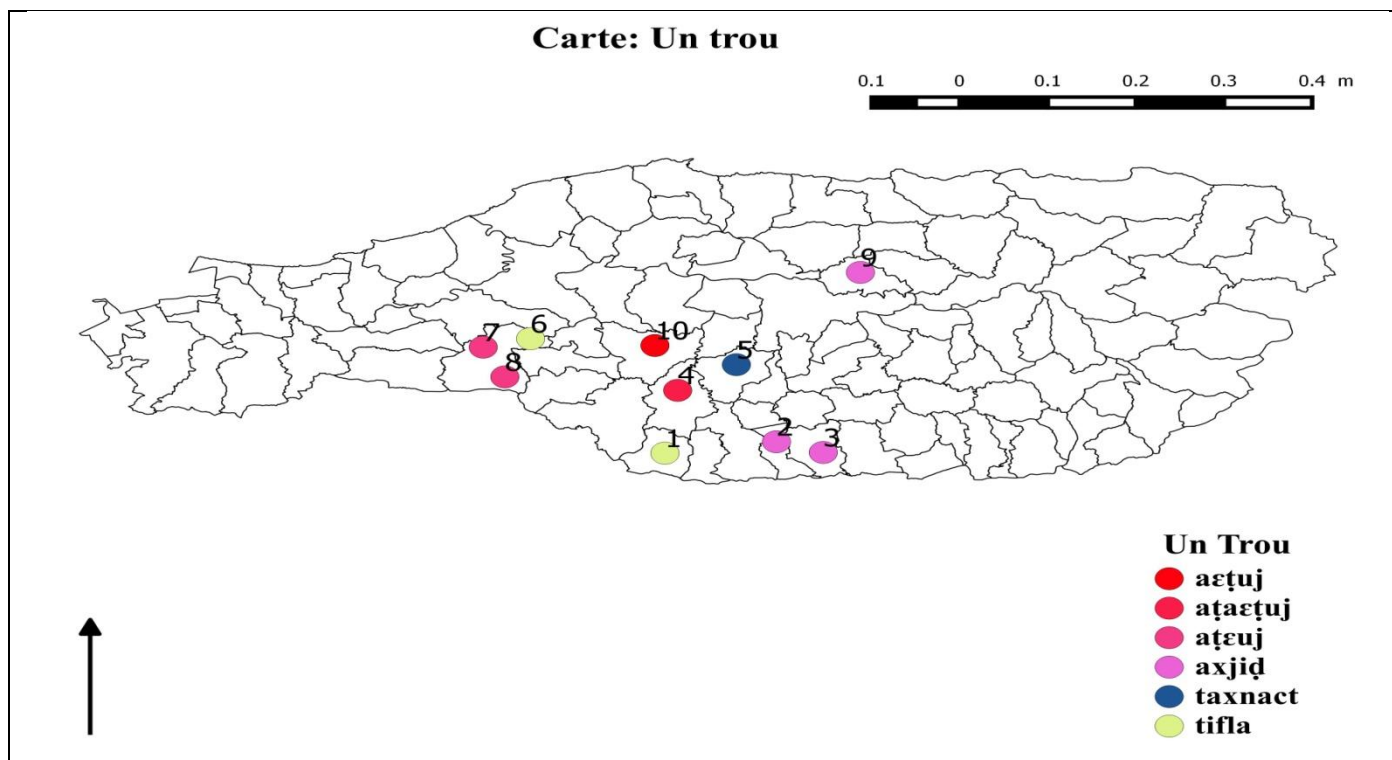 Carte: Un trou
0.1 0 0.1 0.2 0.3 0.4 m
9
7 6 10 5
8 4
1 2 3
Un Trou
aɛṭuj
aṭaɛṭuj
aṭɛuj
axjiḍ
taxnact
tifla